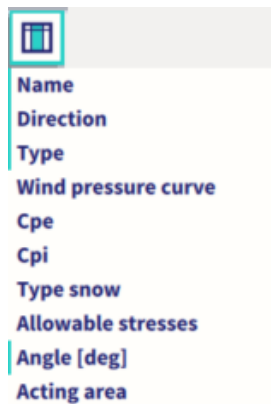 Name
Direction
Type
Wind pressure curve
Cpe
Cpi
Type snow
Allowable stresses
Angle [deg]
Acting area